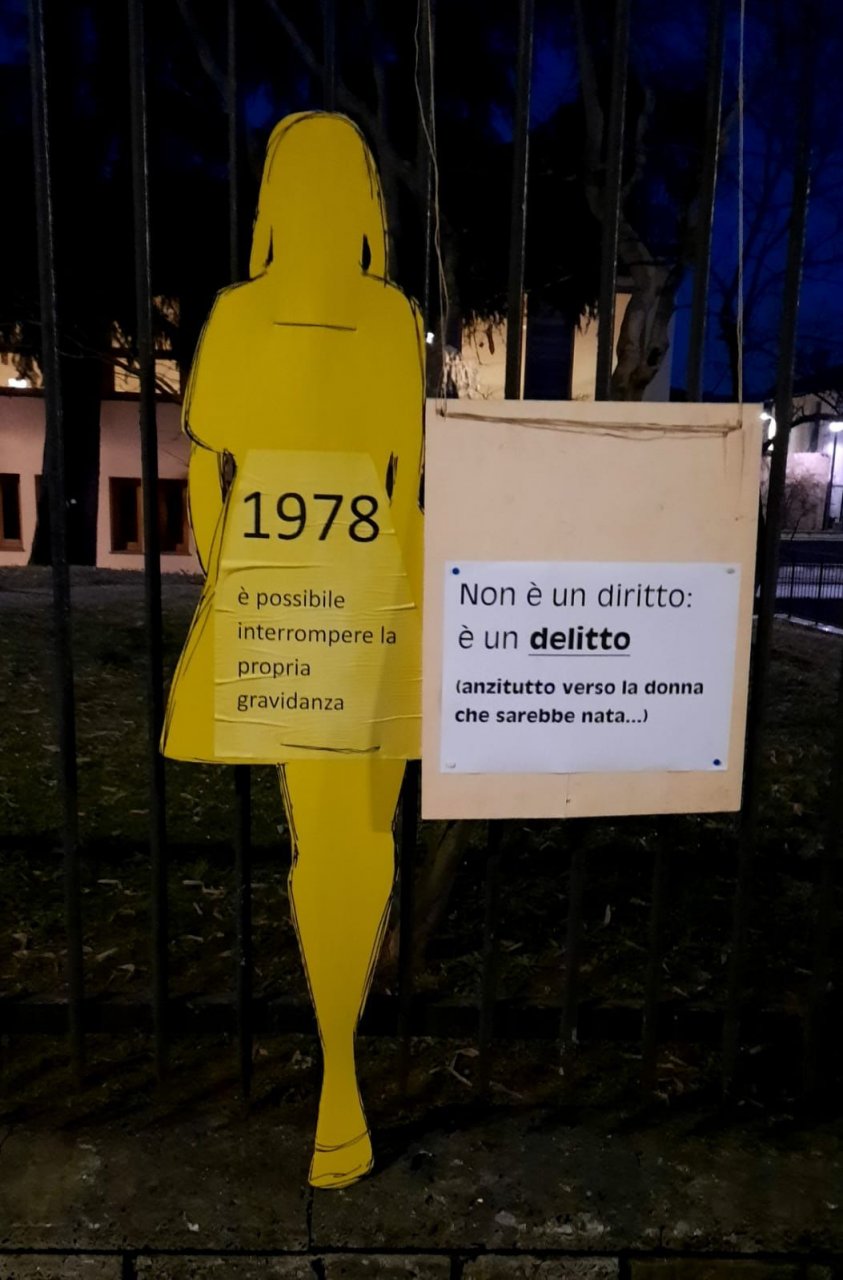 1978
è possibile
interrompere la
propria
gravidanza
Non è un diritto:
è un delitto
(anzitutto verso la donna
che sarebbe nata...)